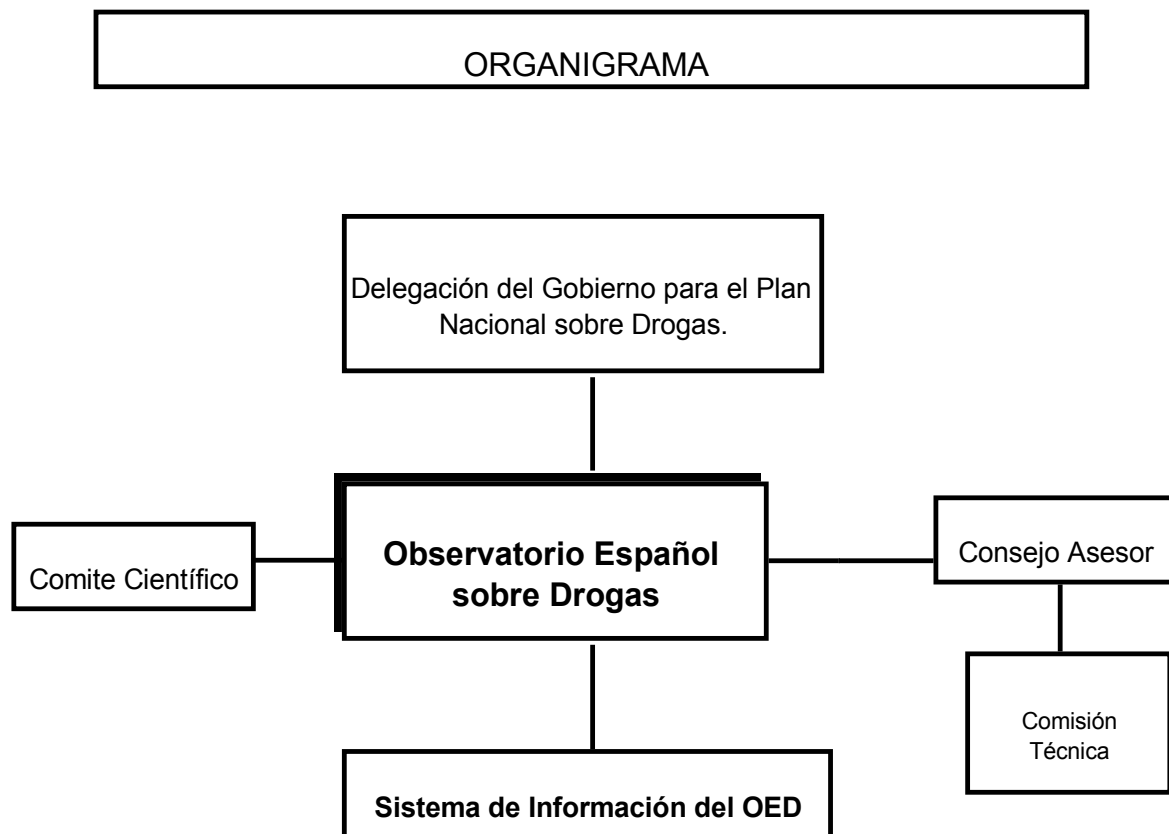 ORGANIGRAMA
Delegación del Gobierno para el Plan
Nacional sobre Drogas.
Comite Científico
Observatorio Español
sobre Drogas
Consejo Asesor
Comisión
Técnica
Sistema de Información del OED